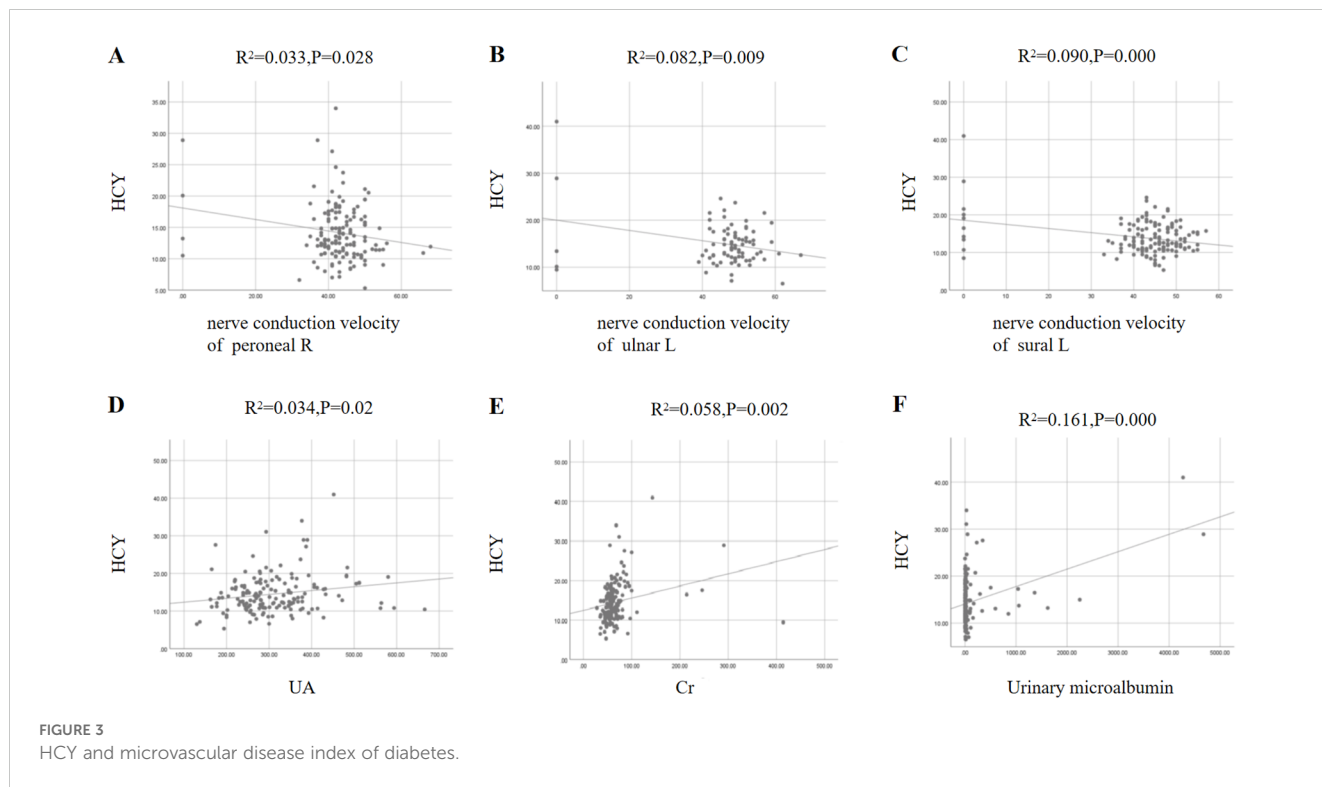 A
R²=0.033,P=0.028
HCY
35.00
30.00
25.00
20.00
15.00
10.00
5.00
.00 20.00 40.00 60.00
nerve conduction velocity
of peroneal R
B
R²=0.082,P=0.009
HCY
40.00
30.00
20.00
10.00
0 20 40 60
nerve conduction velocity
of ulnar L
C
R²=0.090,P=0.000
HCY
50.00
40.00
30.00
20.00
10.00
.00
0 10 20 30 40 50 60
nerve conduction velocity
of sural L
D
R²=0.034,P=0.02
HCY
50.00
40.00
30.00
20.00
10.00
.00
100.00 200.00 300.00 400.00 500.00 600.00 700.00
UA
E
R²=0.058,P=0.002
HCY
50.00
40.00
30.00
20.00
10.00
.00
.00 100.00 200.00 300.00 400.00 500.00
Cr
F
R²=0.161,P=0.000
HCY
40.00
30.00
20.00
10.00
.00 1000.00 2000.00 3000.00 4000.00 5000.00
Urinary microalbumin
FIGURE 3
HCY and microvascular disease index of diabetes.